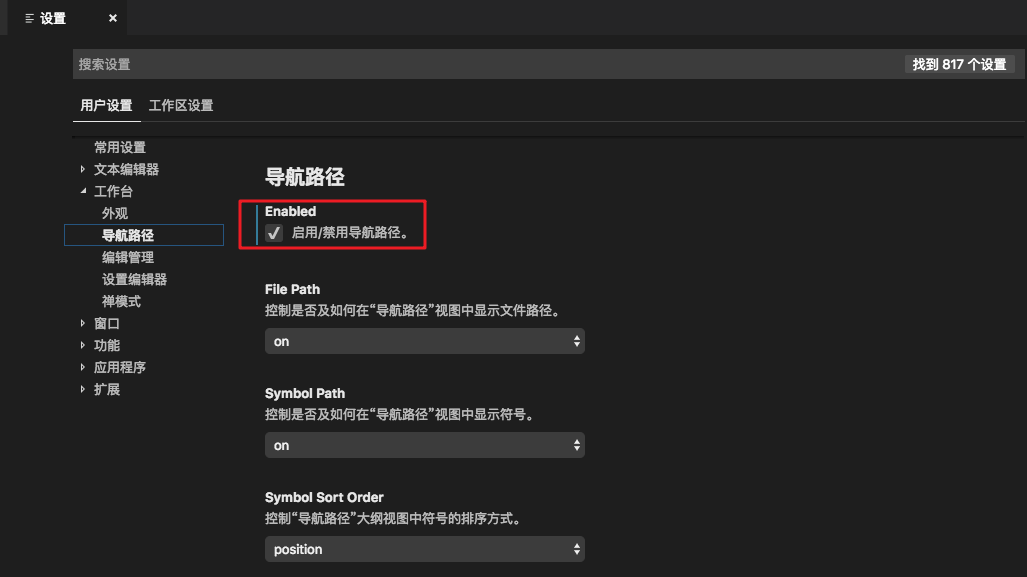 设置
搜索设置
找到 817 个设置
用户设置 工作区设置
常用设置
文本编辑器
工作台
外观
导航路径
编辑管理
设置编辑器
禅模式
窗口
功能
应用程序
扩展
导航路径
Enabled
启用/禁用导航路径。
File Path
控制是否及如何在“导航路径”视图中显示文件路径。
on
Symbol Path
控制是否及如何在“导航路径”视图中显示符号。
on
Symbol Sort Order
控制“导航路径”大纲视图中符号的排序方式。
position